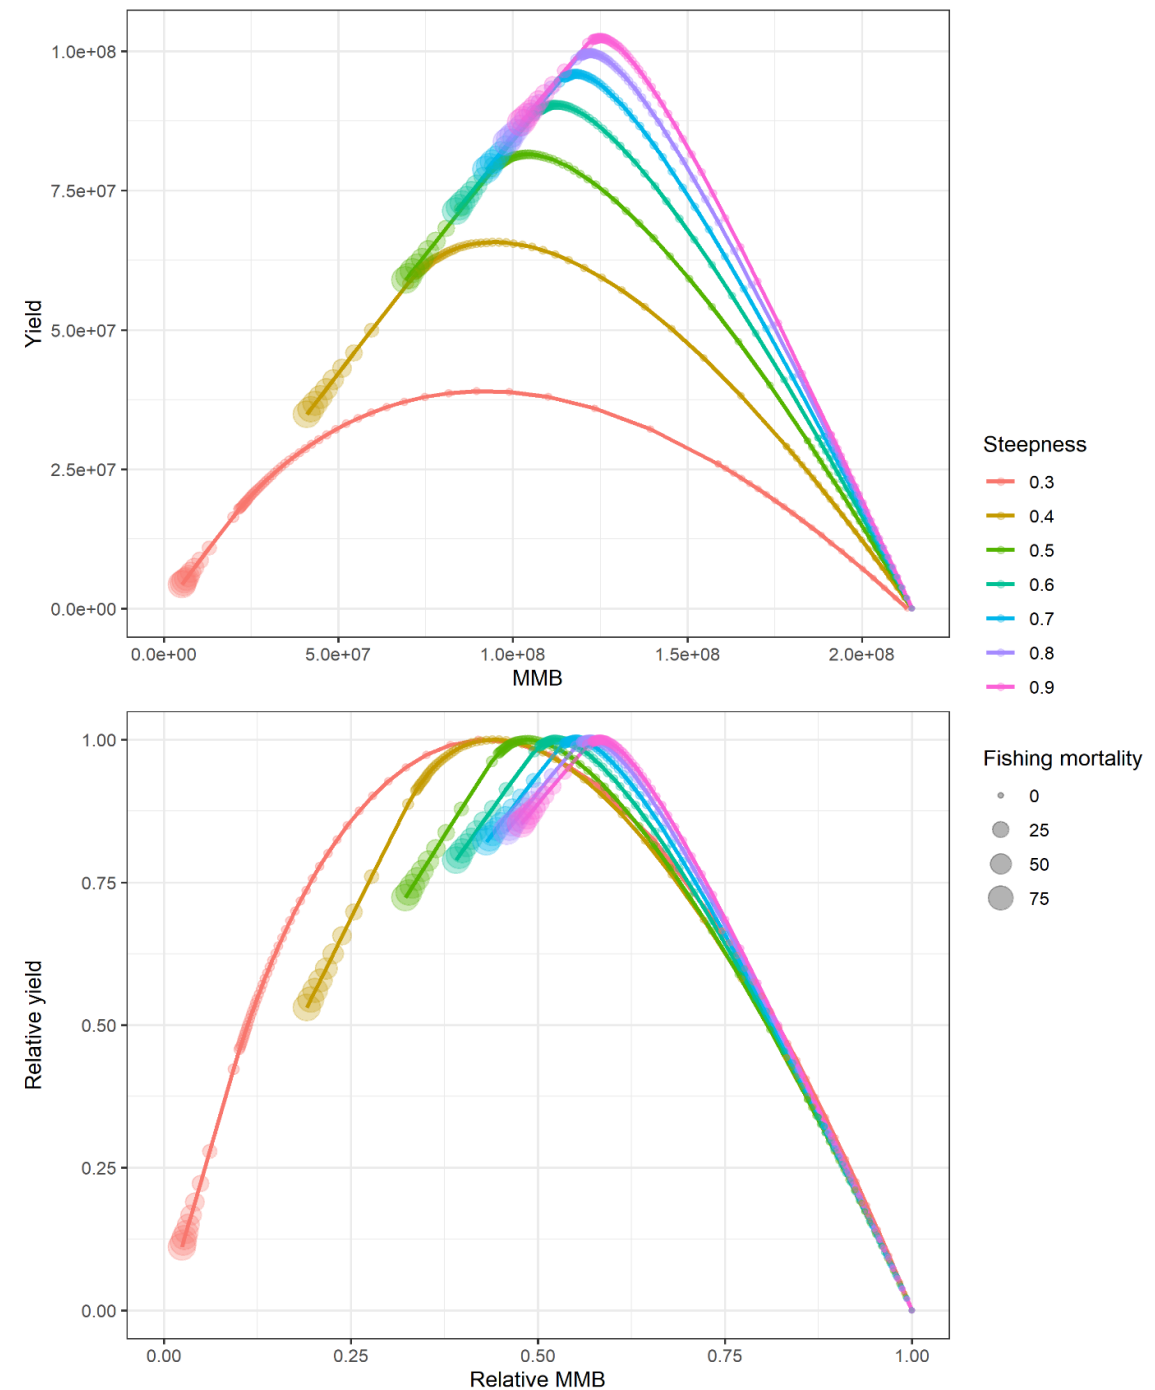 1.0e+08
7.5e+07
5.0e+07
2.5e+07
0.0e+00
Yield
0.0e+00 5.0e+07 1.0e+08 1.5e+08 2.0e+08
MMB
Steepness
0.3
0.4
0.5
0.6
0.7
0.8
0.9
Fishing mortality
0
25
50
75
1.00
0.75
0.50
0.25
0.00
Relative yield
0.00 0.25 0.50 0.75 1.00
Relative MMB